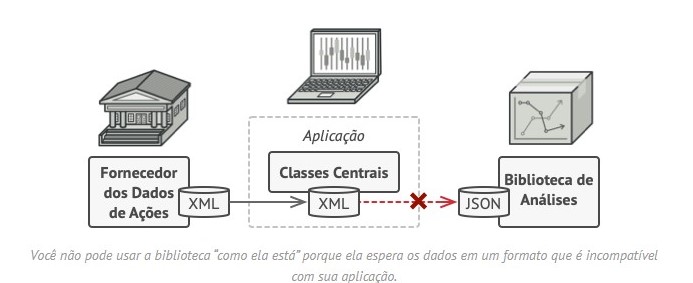 Aplicação
Fornecedor
dos Dados
de Ações
XML
Classes Centrais
XML
JSON
Biblioteca de
Análises
Você não pode usar a biblioteca “como ela está” porque ela espera os dados em um formato que é incompatível
com sua aplicação.